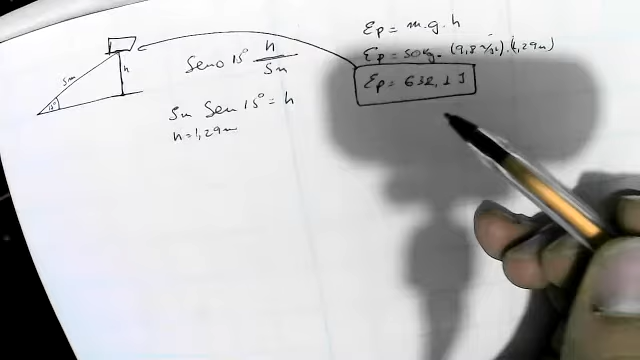 5m
h
15°
Seno 15° h
5m
5m Sen 15° = h
h = 1,29m
Ep = m.g.h
Ep = 50kg. (9,8 m/s2).(1,29m)
Ep = 632,1 J